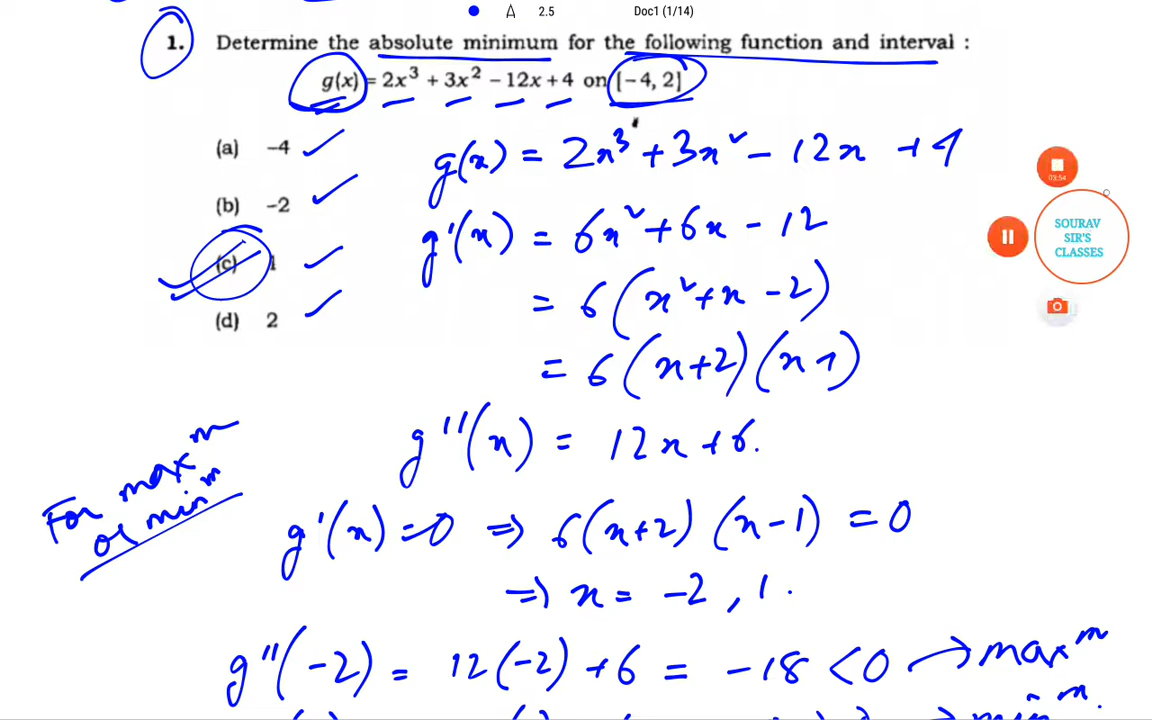 A 2.5 Doc1 (1/14)
1. Determine the absolute minimum for the following function and interval :
g(x) = 2x³ + 3x² − 12x + 4 on [−4, 2]
(a) −4
(b) −2
(c) 1
(d) 2
g(x) = 2x³ + 3x² − 12x + 4
g'(x) = 6x² + 6x − 12
= 6(x² + x − 2)
= 6(x+2)(x-1)
g''(x) = 12x + 6.
For maxᵐ
or minᵐ
g'(x) = 0 ⇒ 6(x+2)(x−1) = 0
⇒ x = −2, 1.
g''(−2) = 12(−2) + 6 = −18 < 0 → maxᵐ
minᵐ.
03:54
SOURAV
SIR'S
CLASSES